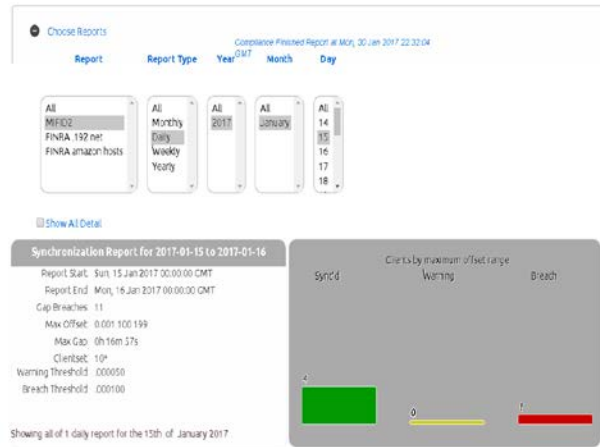 Choose Reports
Compliance Finished Report at Mon, 30 Jan 2017 22:32:04 GMT
Report Report Type Year Month Day
All
MIFID2
FINRA .192 net
FINRA amazon hosts
All
Monthly
Daily
Weekly
Yearly
All
2017
All
January
All
14
15
16
17
18
Show All Detail
Synchronization Report for 2017-01-15 to 2017-01-16
Report Start: Sun, 15 Jan 2017 00:00:00 GMT
Report End: Mon, 16 Jan 2017 00:00:00 GMT
Gap Breaches: 11
Max Offset: 0.001 100 199
Max Gap: 0h 16m 37s
Clientset: 10*
Warning Threshold: .000050
Breach Threshold: .000100
Showing all of 1 daily report for the 15th of January 2017
Clients by maximum offset range
Sync'd Warning Breach
0